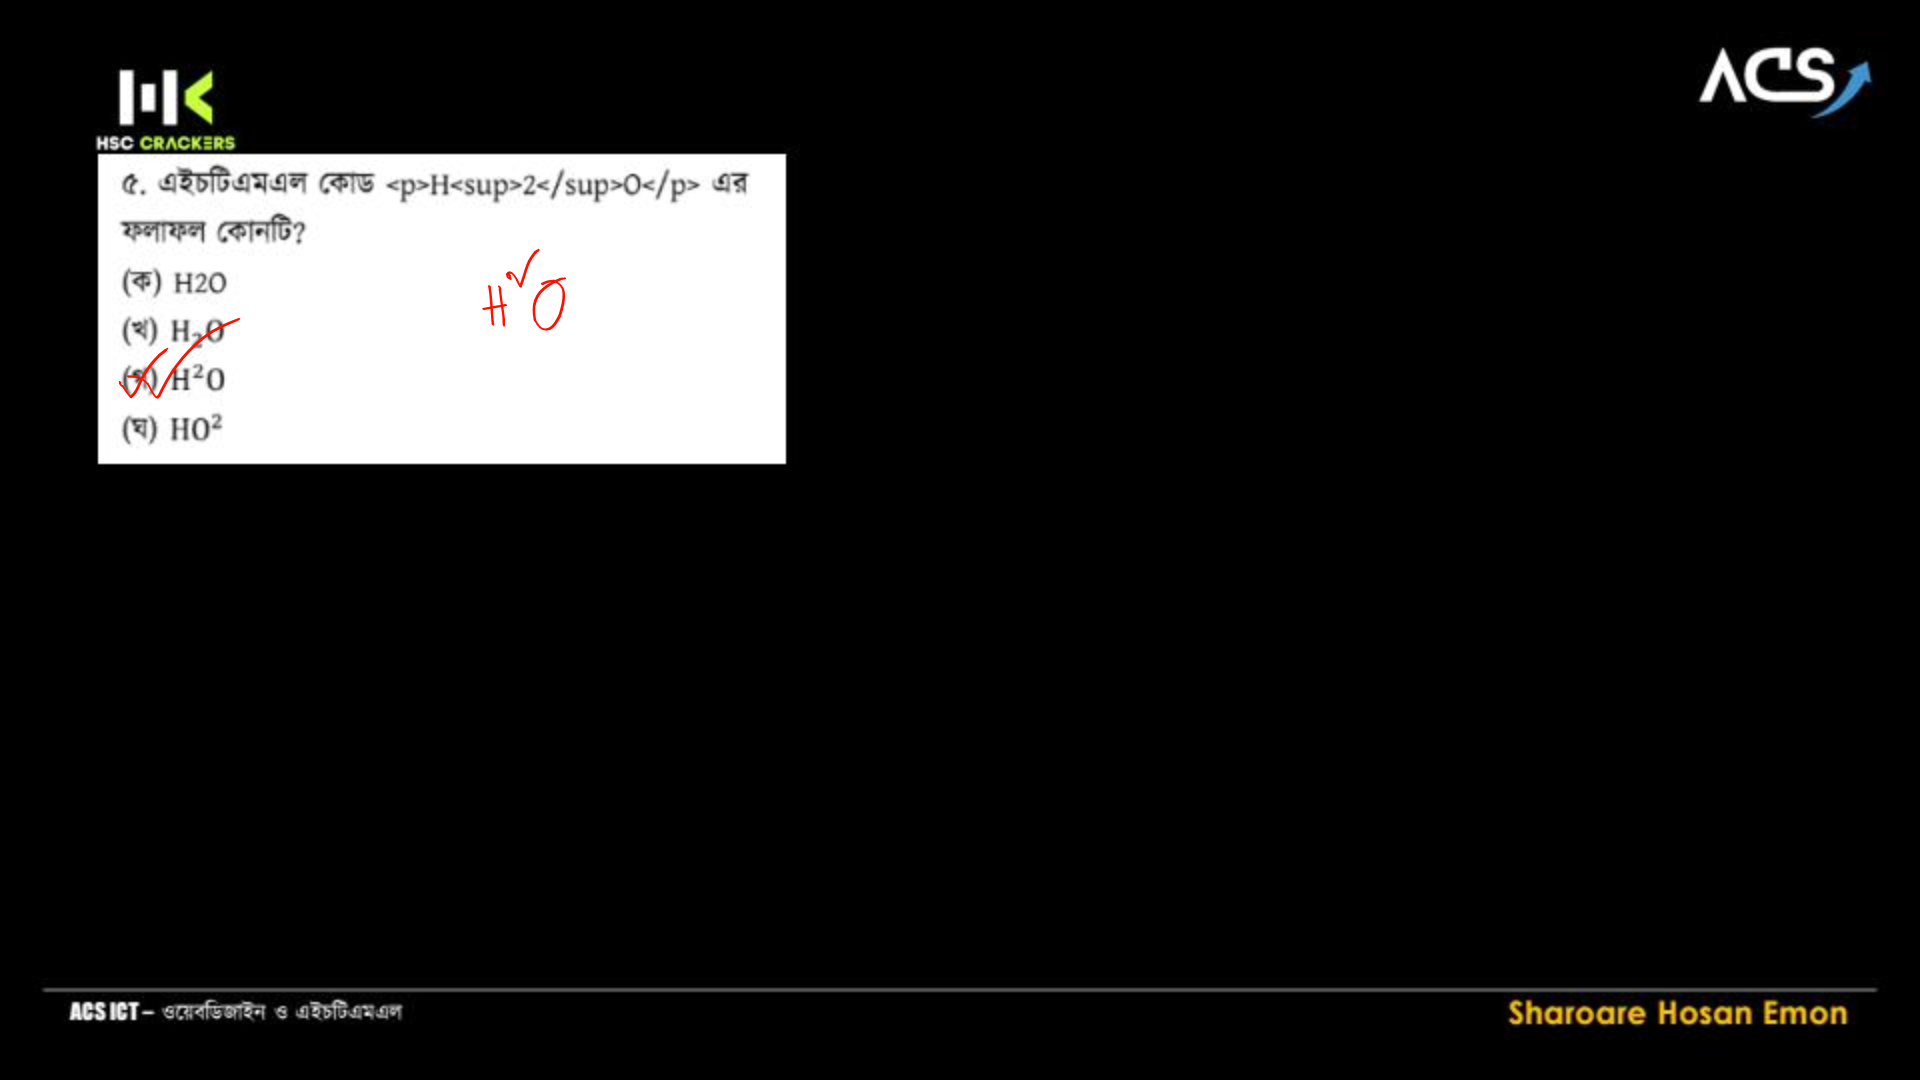 HSC CRACKERS
ACS
৫. এইচটিএমএল কোড <p>H<sup>2</sup>O</p> এর
ফলাফল কোনটি?
(ক) H2O
(খ) H₂O
(গ) H²O
(ঘ) HO²
H²O
ACS ICT – ওয়েবডিজাইন ও এইচটিএমএল
Sharoare Hosan Emon